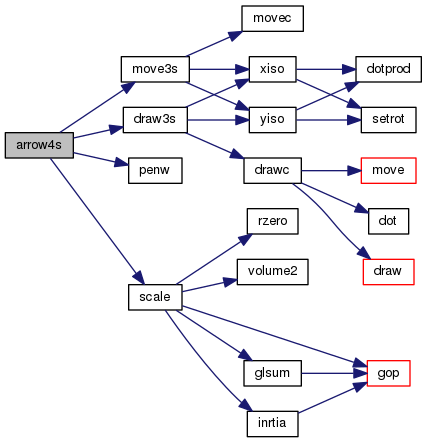 movec
move3s
xiso
dotprod
draw3s
yiso
setrot
arrow4s
penw
drawc
move
rzero
dot
volume2
draw
scale
glsum
gop
inrtia